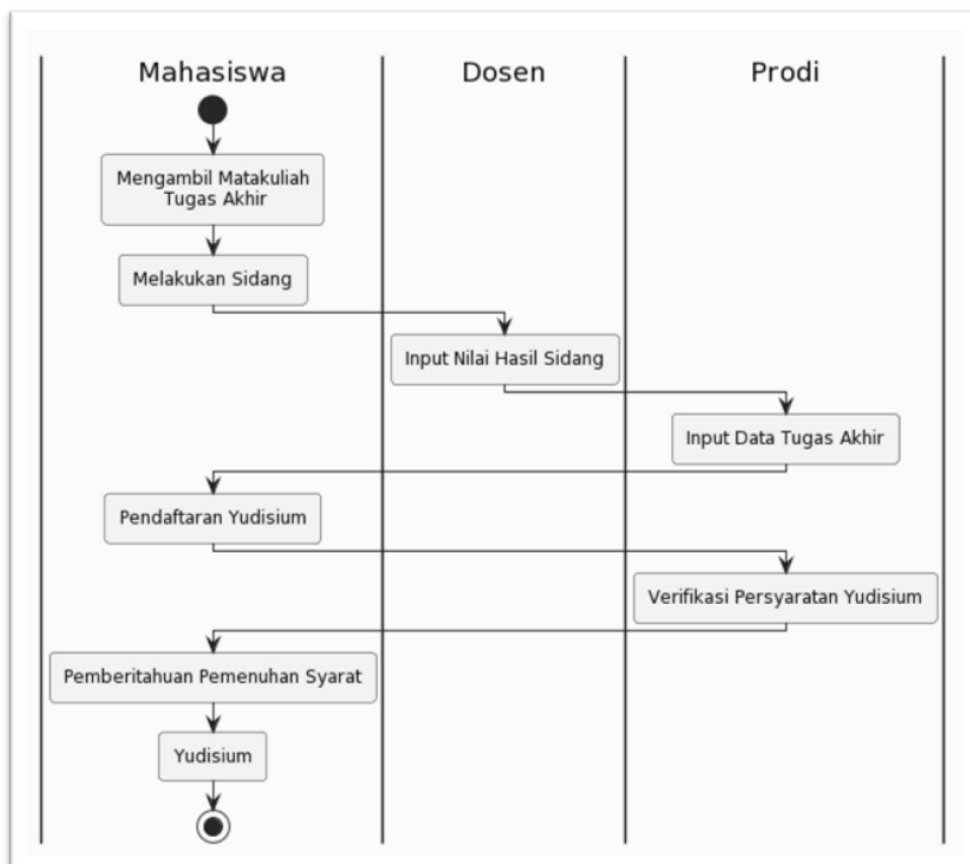 Mahasiswa
Dosen
Prodi
Mengambil Matakuliah
Tugas Akhir
Melakukan Sidang
Input Nilai Hasil Sidang
Input Data Tugas Akhir
Pendaftaran Yudisium
Verifikasi Persyaratan Yudisium
Pemberitahuan Pemenuhan Syarat
Yudisium